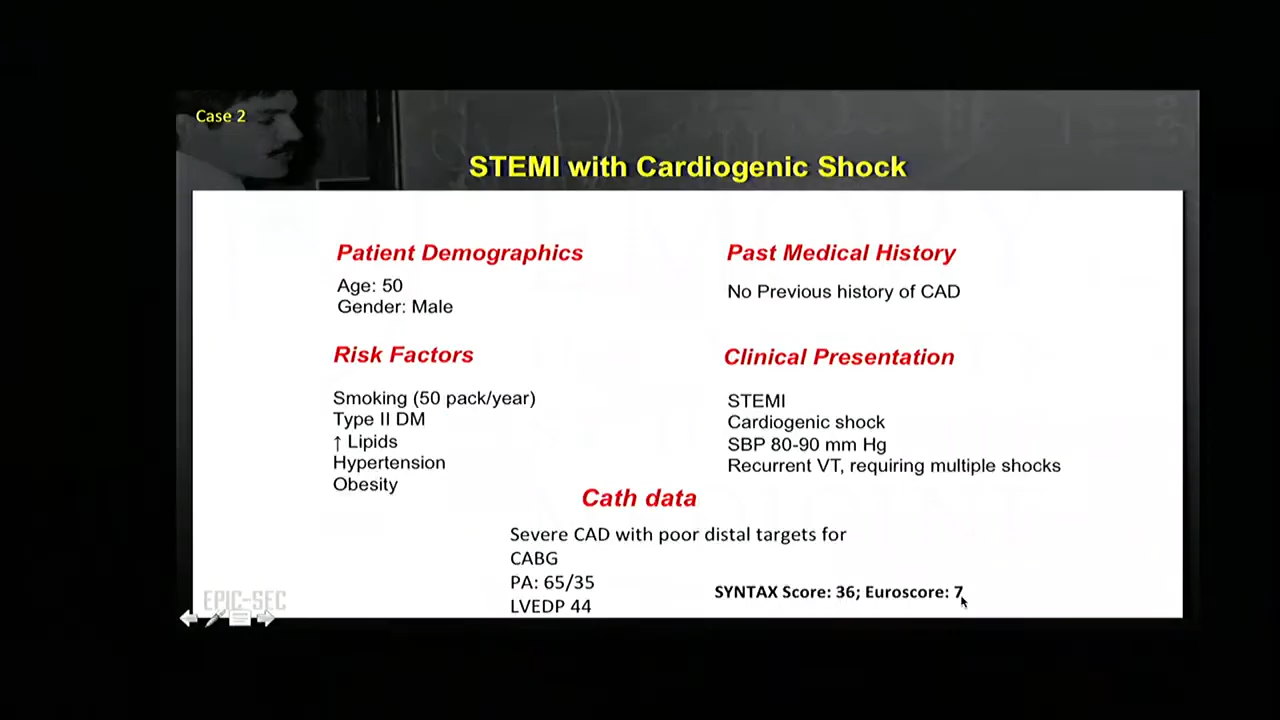 Case 2
STEMI with Cardiogenic Shock
Patient Demographics
Age: 50
Gender: Male
Past Medical History
No Previous history of CAD
Risk Factors
Smoking (50 pack/year)
Type II DM
↑ Lipids
Hypertension
Obesity
Clinical Presentation
STEMI
Cardiogenic shock
SBP 80-90 mm Hg
Recurrent VT, requiring multiple shocks
Cath data
Severe CAD with poor distal targets for
CABG
PA: 65/35
LVEDP 44
SYNTAX Score: 36; Euroscore: 7
EPIC-SEC